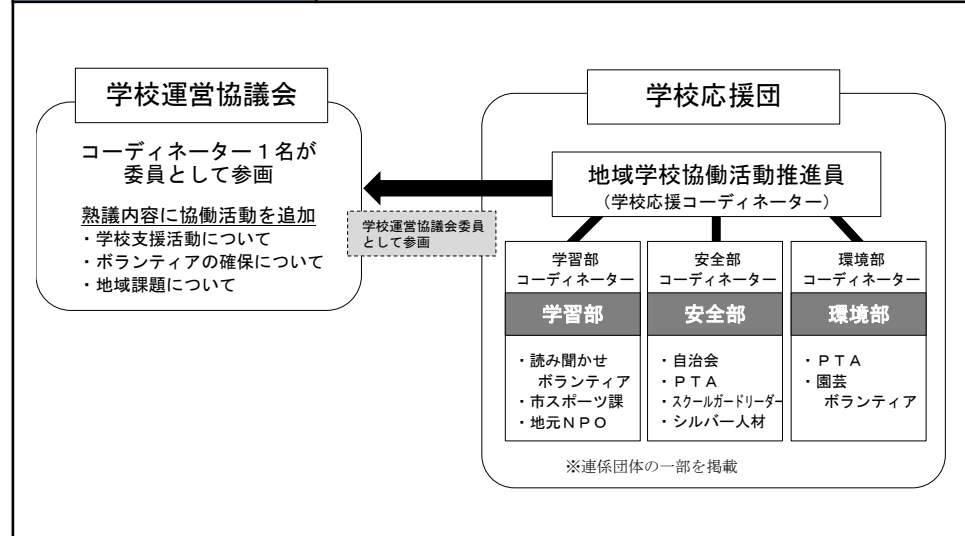 学校運営協議会
コーディネーター１名が
委員として参画
熟議内容に協働活動を追加
・学校支援活動について
・ボランティアの確保について
・地域課題について
学校運営協議会委員
として参画
学校応援団
地域学校協働活動推進員
（学校応援コーディネーター）
学習部
コーディネーター
学習部
・読み聞かせ
ボランティア
・市スポーツ課
・地元ＮＰＯ
安全部
コーディネーター
安全部
・自治会
・ＰＴＡ
・スクールガードリーダー
・シルバー人材
環境部
コーディネーター
環境部
・ＰＴＡ
・園芸
ボランティア
※連係団体の一部を掲載